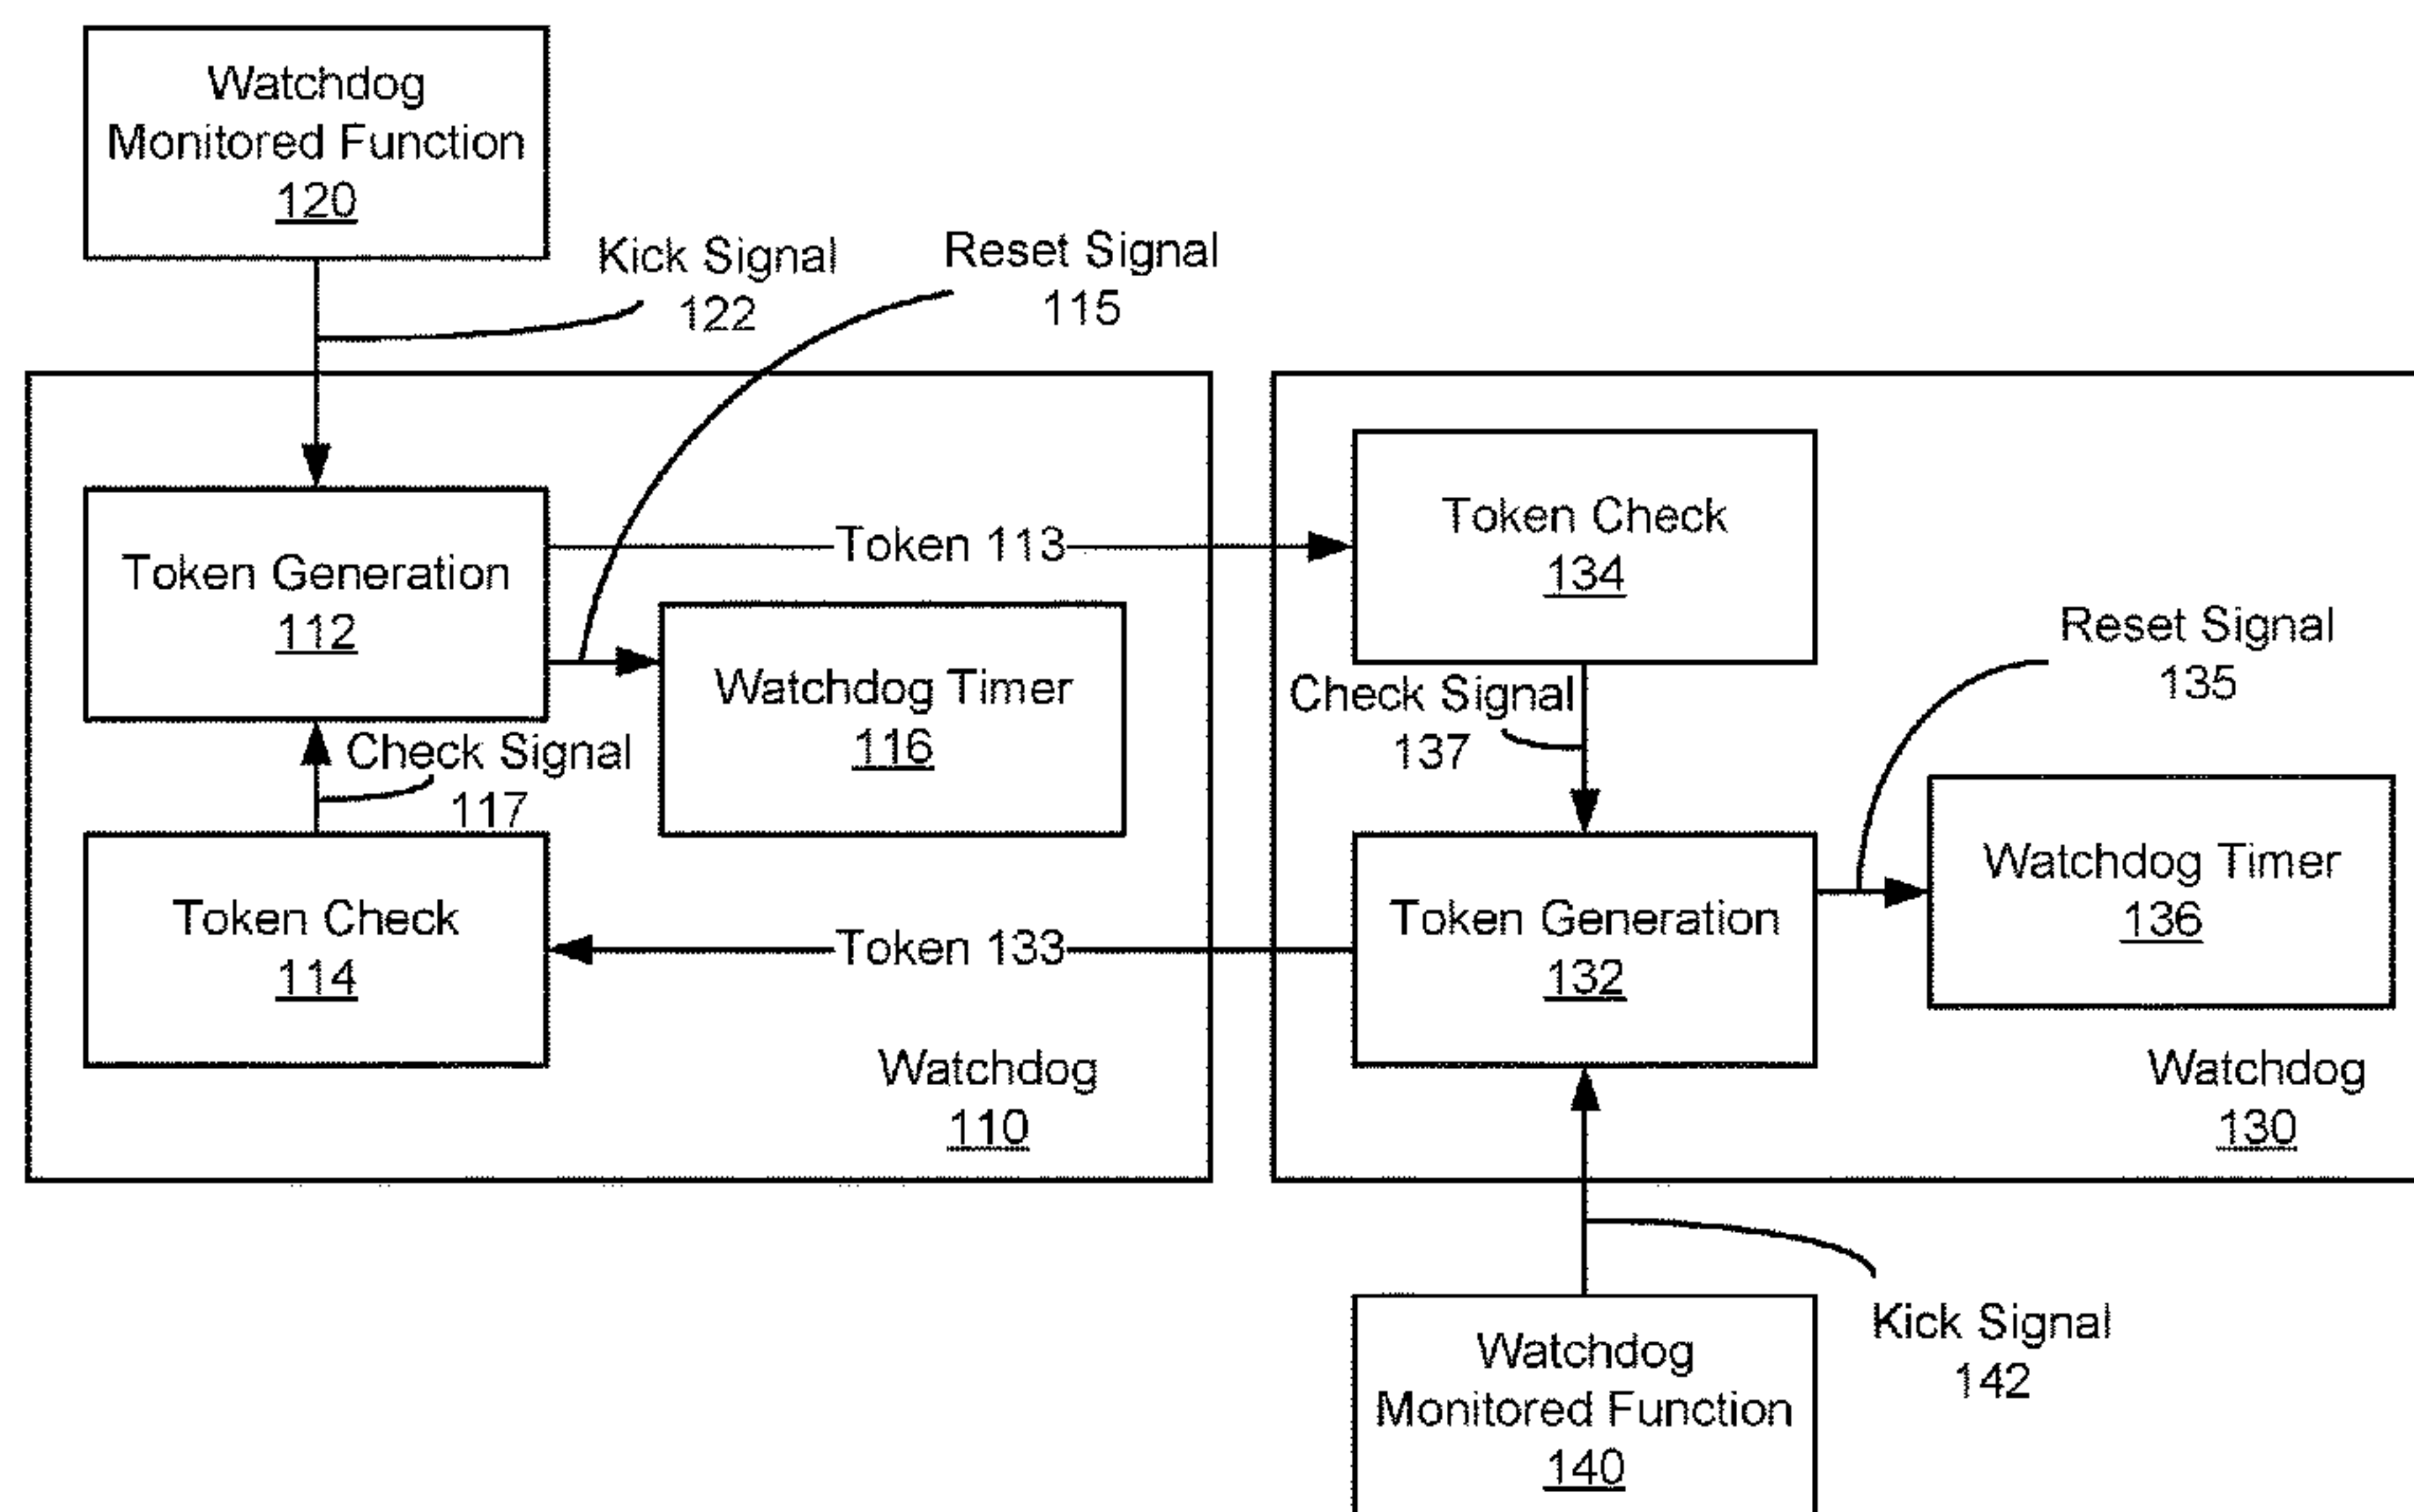 Watchdog
Monitored Function
120
Kick Signal
122
Reset Signal
115
Token Generation
112
Token 113
Token Check
134
Watchdog Timer
116
Check Signal
117
Check Signal
137
Reset Signal
135
Token Check
114
Token 133
Token Generation
132
Watchdog Timer
136
Watchdog
110
Watchdog
130
Kick Signal
142
Watchdog
Monitored Function
140